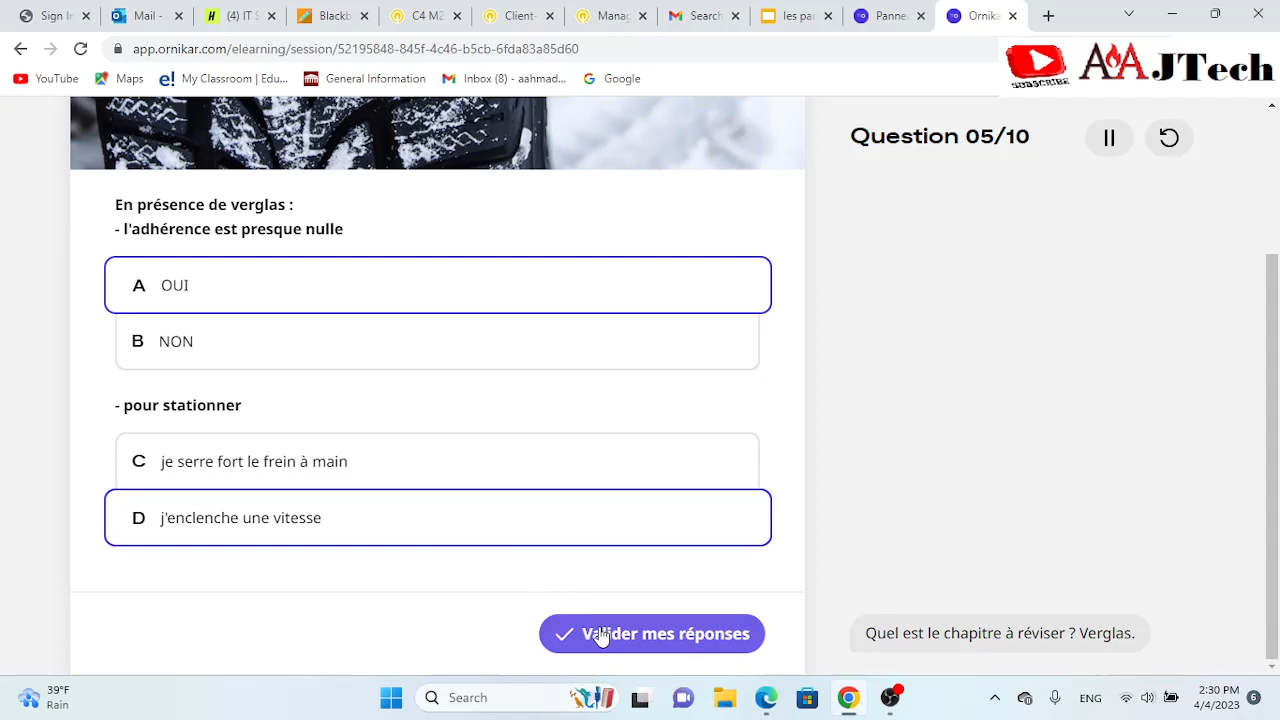 Sign in
Mail -
(4) IT
Blackb
C4 M2
Client-
Manag
Search
les pan
Panne
Ornika
app.ornikar.com/elearning/session/52195848-845f-4c46-b5cb-6fda83a85d60
YouTube
Maps
My Classroom | Edu...
General Information
Inbox (8) - aahmad...
Google
SUBSCRIBE
AAJTech
Question 05/10
En présence de verglas :
- l'adhérence est presque nulle
A OUI
B NON
- pour stationner
C je serre fort le frein à main
D j'enclenche une vitesse
Valider mes réponses
Quel est le chapitre à réviser ? Verglas.
39°F
Rain
Search
ENG
2:30 PM
4/4/2023
6